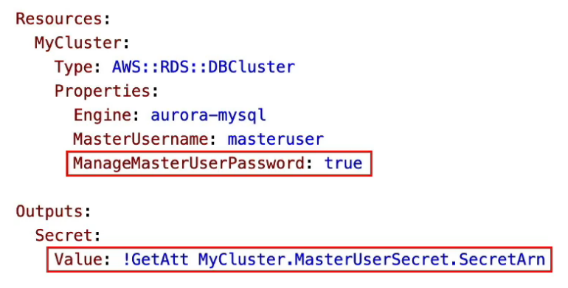 Resources:
  MyCluster:
    Type: AWS::RDS::DBCluster
    Properties:
      Engine: aurora-mysql
      MasterUsername: masteruser
      ManageMasterUserPassword: true
Outputs:
  Secret:
    Value: !GetAtt MyCluster.MasterUserSecret.SecretArn